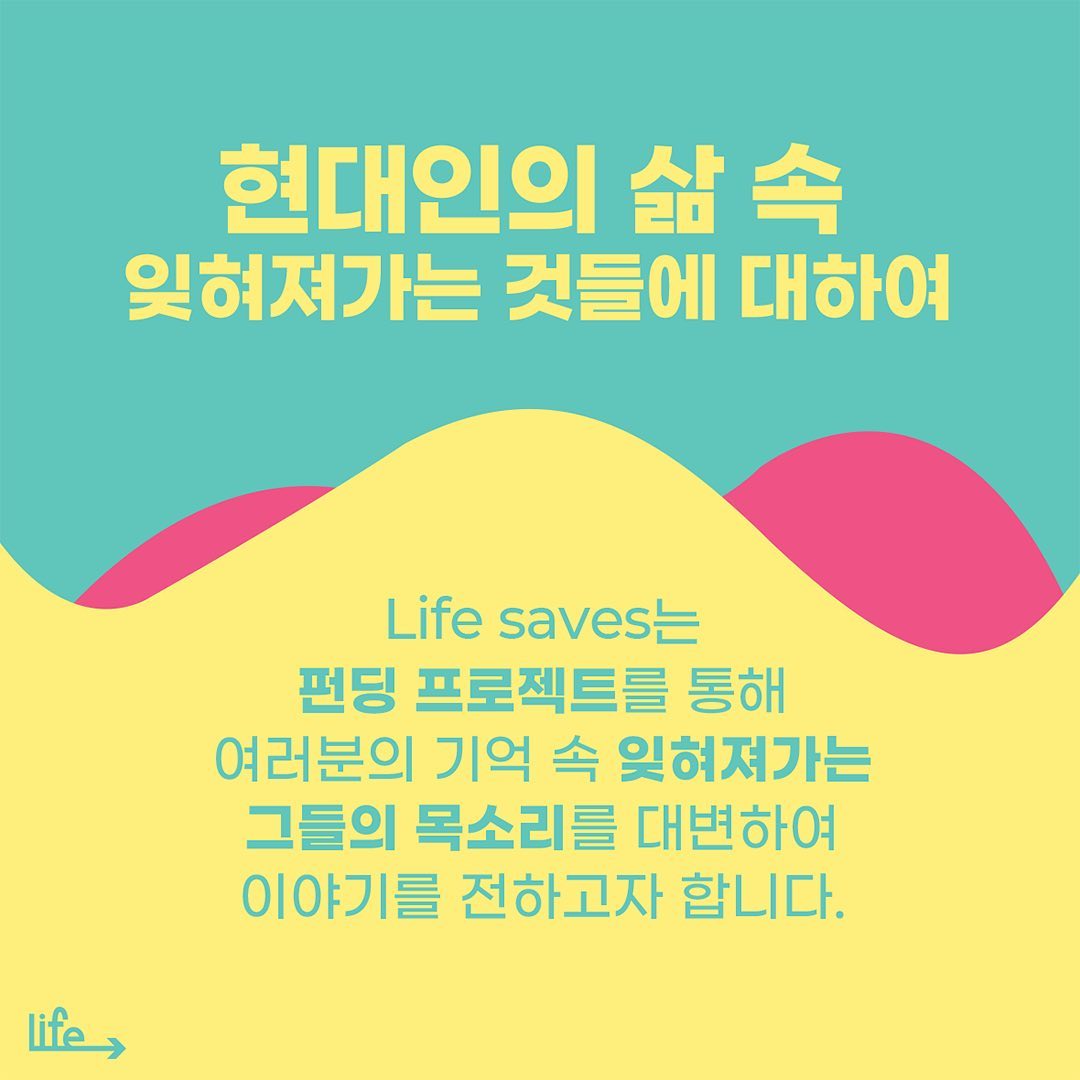 현대인의 삶 속
잊혀져가는 것들에 대하여
Life saves는
펀딩 프로젝트를 통해
여러분의 기억 속 잊혀져가는
그들의 목소리를 대변하여
이야기를 전하고자 합니다.
life